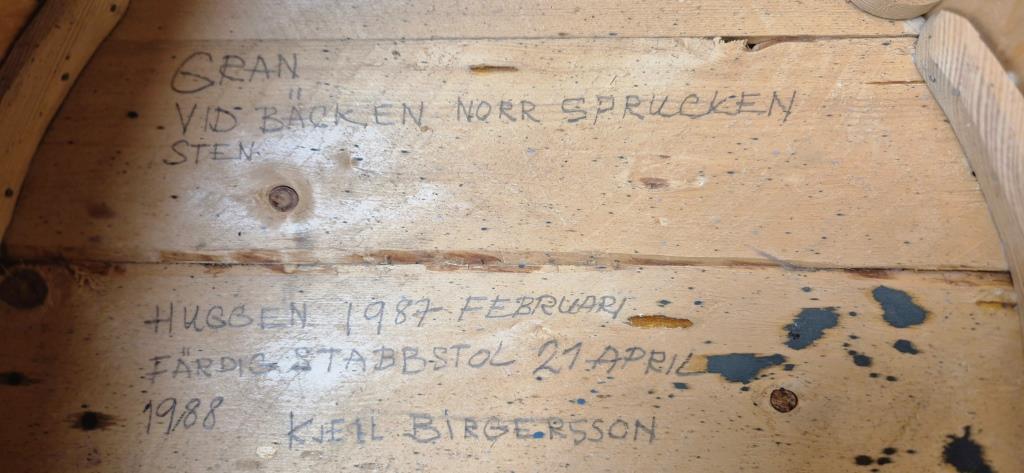 GRAN
VID BÄCKEN NORR SPRUCKEN
STEN.
HUGGEN 1987 FEBRUARI
FÄRDIG STABBSTOL 21 APRIL
1988 KJELL BIRGERSSON